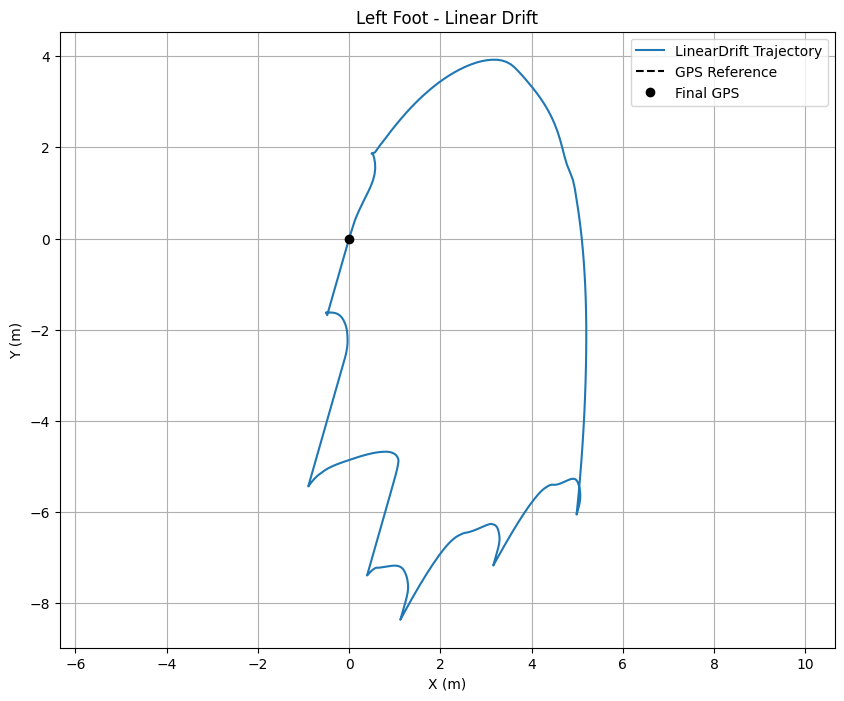 Left Foot - Linear Drift
LinearDrift Trajectory
GPS Reference
Final GPS
4
2
0
−2
−4
−6
−8
Y (m)
−6
−4
−2
0
2
4
6
8
10
X (m)